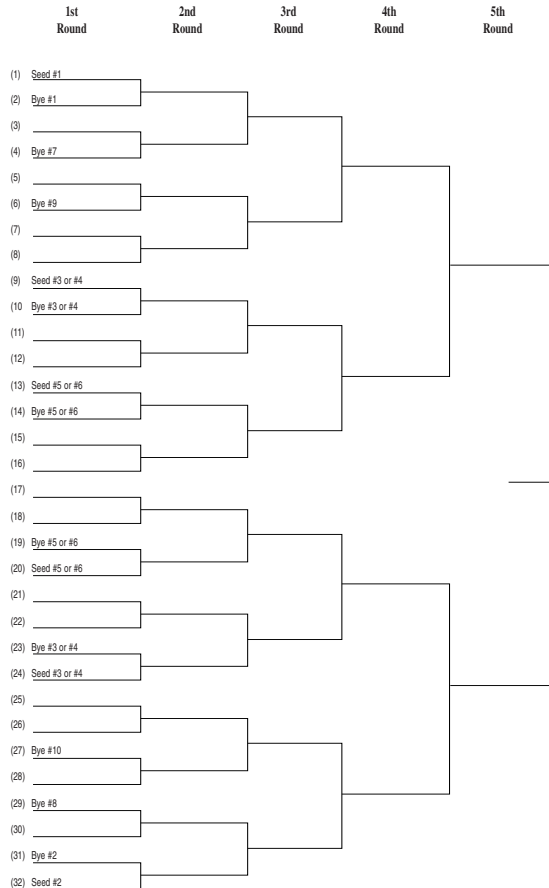 1st Round 2nd Round 3rd Round 4th Round 5th Round
(1) Seed #1
(2) Bye #1
(3)
(4) Bye #7
(5)
(6) Bye #9
(7)
(8)
(9) Seed #3 or #4
(10 Bye #3 or #4
(11)
(12)
(13) Seed #5 or #6
(14) Bye #5 or #6
(15)
(16)
(17)
(18)
(19) Bye #5 or #6
(20) Seed #5 or #6
(21)
(22)
(23) Bye #3 or #4
(24) Seed #3 or #4
(25)
(26)
(27) Bye #10
(28)
(29) Bye #8
(30)
(31) Bye #2
(32) Seed #2